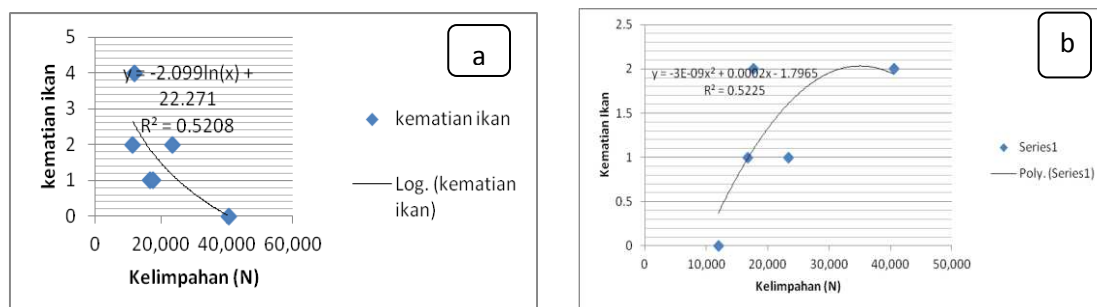 a
5
4
3
2
1
0
kematian ikan
y = -2.099ln(x) +
22.271
R² = 0.5208
0
20,000
40,000
60,000
Kelimpahan (N)
kematian ikan
Log. (kematian
ikan)
b
2.5
2
1.5
1
0.5
0
Kematian Ikan
y = -3E-09x² + 0.0002x - 1.7965
R² = 0.5225
0
10,000
20,000
30,000
40,000
50,000
Kelimpahan (N)
Series1
Poly. (Series1)